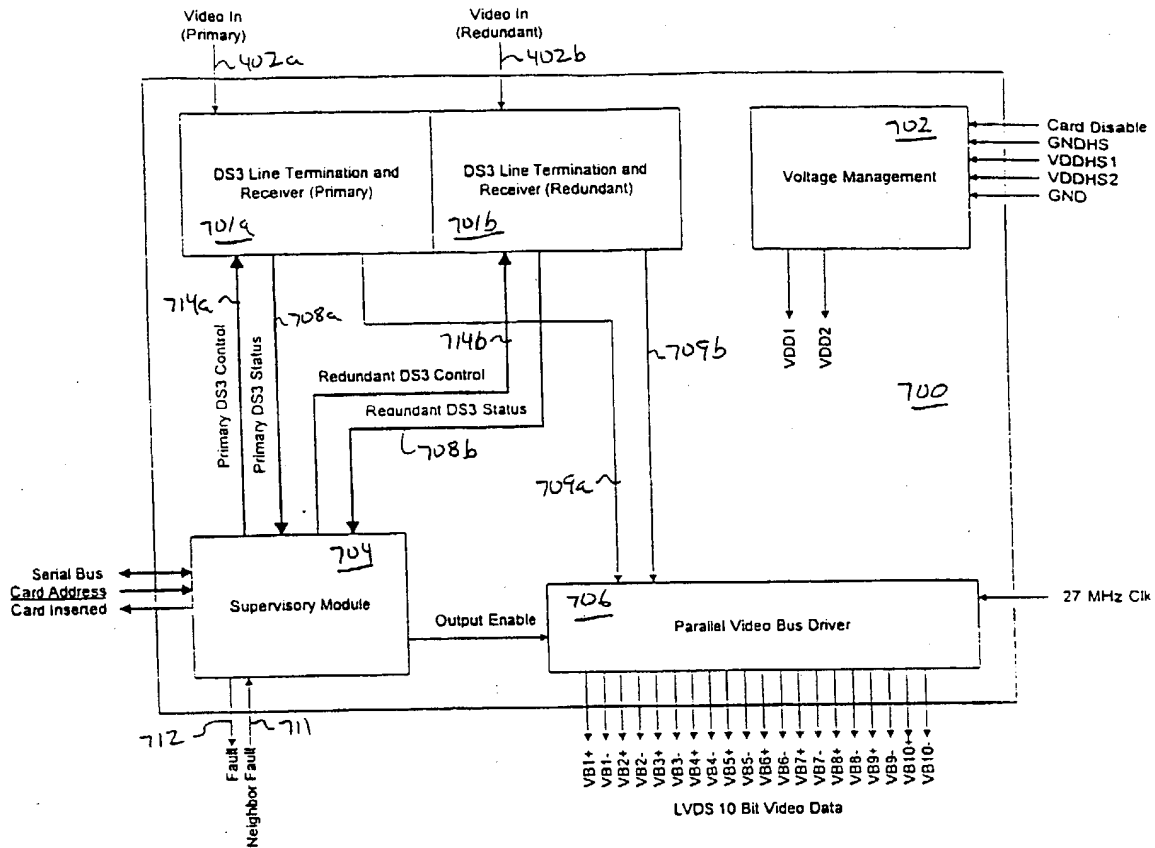 Video In
(Primary)
Video In
(Redundant)
402a
402b
DS3 Line Termination and
Receiver (Primary)
701a
DS3 Line Termination and
Receiver (Redundant)
701b
702
Voltage Management
Card Disable
GNDHS
VDDHS1
VDDHS2
GND
VDD1
VDD2
700
714a
708a
714b
709b
Primary DS3 Control
Primary DS3 Status
Redundant DS3 Control
Redundant DS3 Status
708b
709a
704
Supervisory Module
Serial Bus
Card Address
Card Inserted
Output Enable
706
Parallel Video Bus Driver
27 MHz Clk
712
711
Fault
Neighbor Fault
VB1+
VB1-
VB2+
VB2-
VB3+
VB3-
VB4+
VB4-
VB5+
VB5-
VB6+
VB6-
VB7+
VB7-
VB8+
VB8-
VB9+
VB9-
VB10+
VB10-
LVDS 10 Bit Video Data